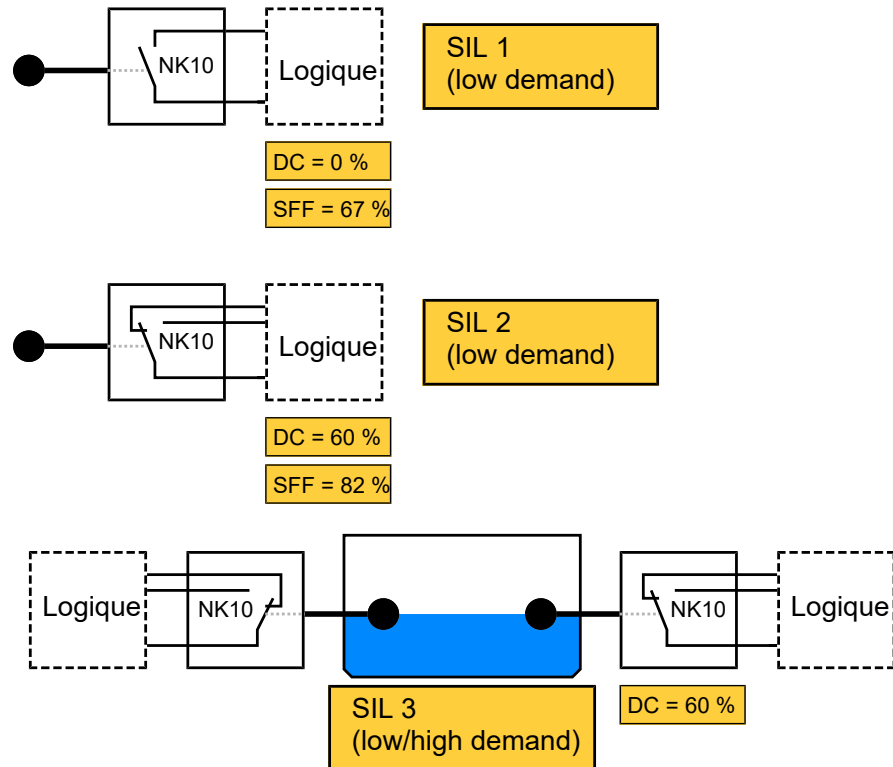 NK10
Logique
SIL 1
(low demand)
DC = 0 %
SFF = 67 %
NK10
Logique
SIL 2
(low demand)
DC = 60 %
SFF = 82 %
Logique
NK10
NK10
Logique
SIL 3
(low/high demand)
DC = 60 %